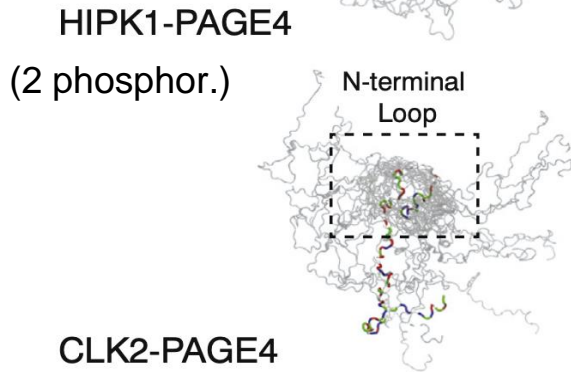 HIPK1-PAGE4
(2 phosphor.)
N-terminal
Loop
CLK2-PAGE4